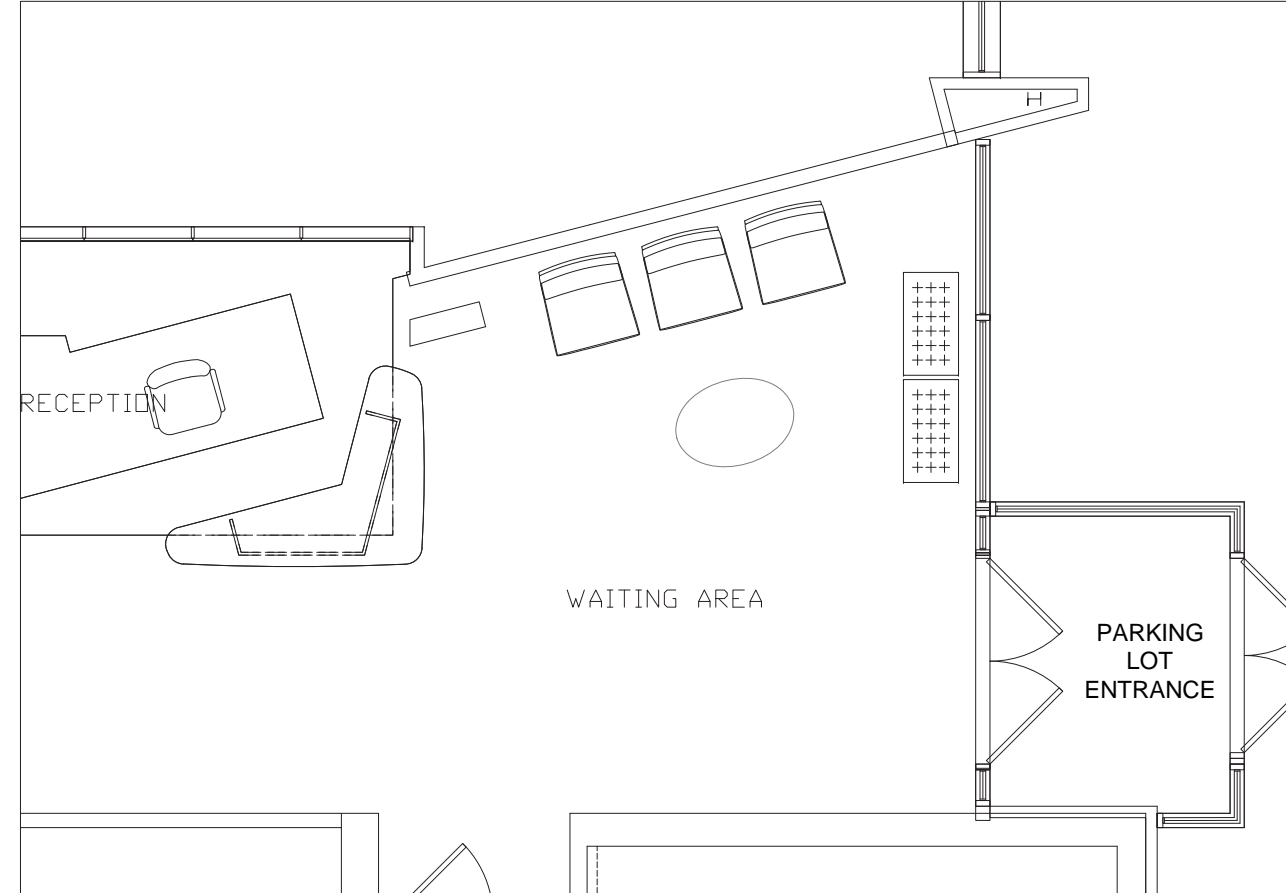 H
RECEPTION
WAITING AREA
PARKING
LOT
ENTRANCE